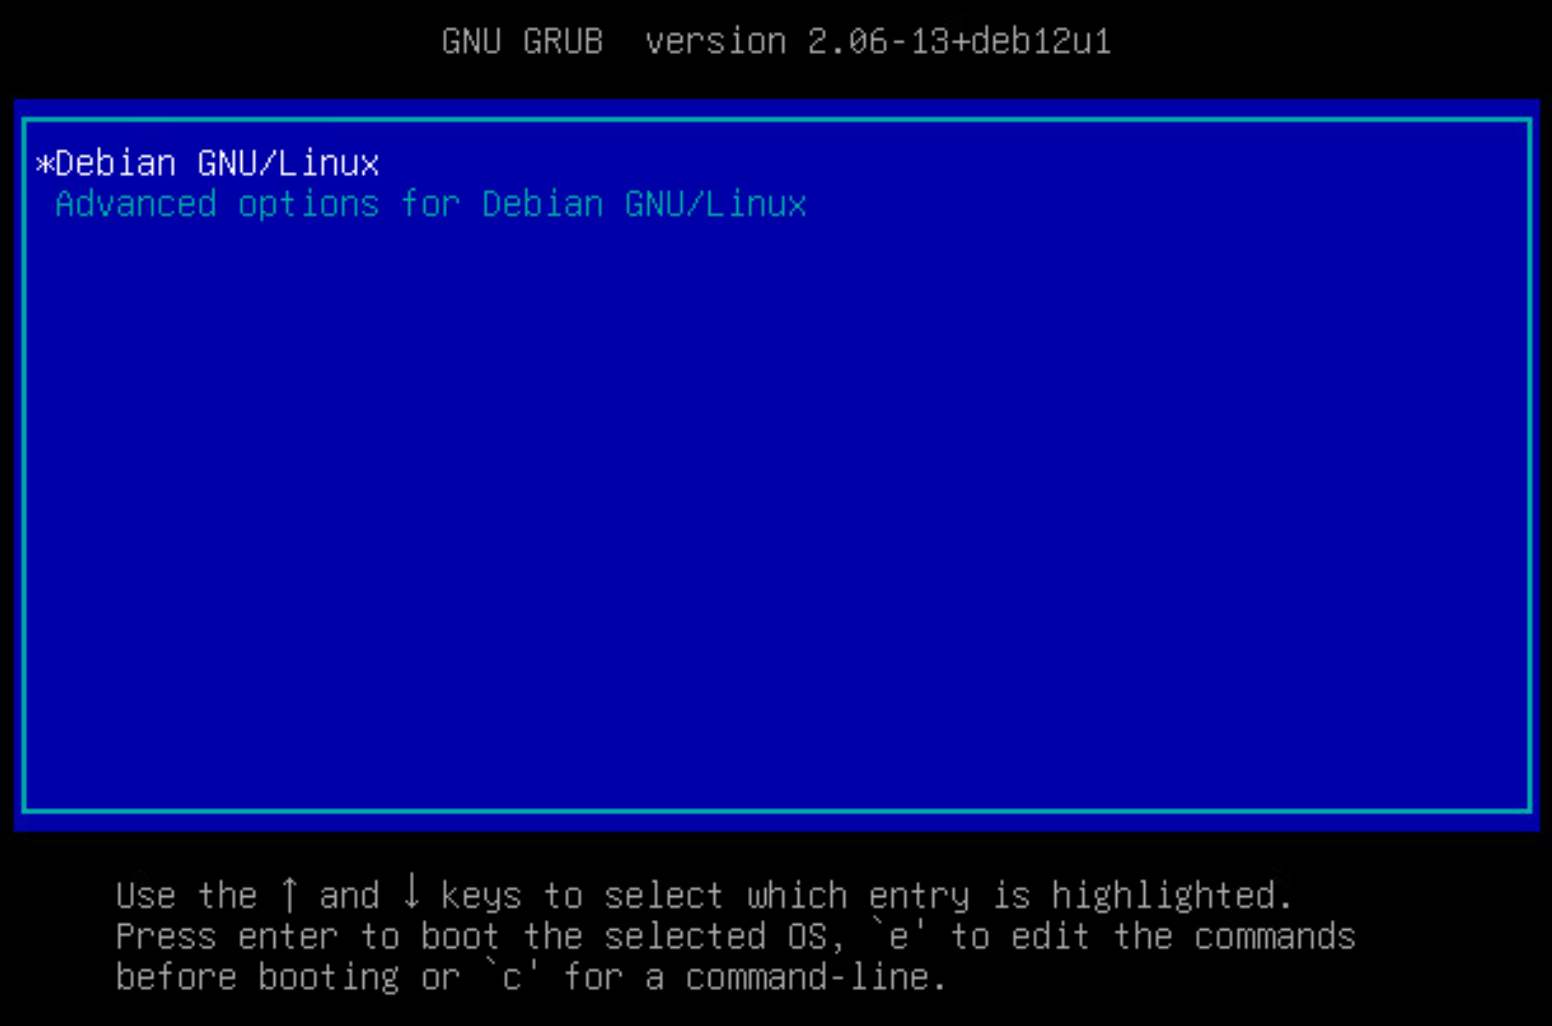 GNU GRUB  version 2.06-13+deb12u1
*Debian GNU/Linux
Advanced options for Debian GNU/Linux
Use the ↑ and ↓ keys to select which entry is highlighted.
Press enter to boot the selected OS, `e' to edit the commands
before booting or `c' for a command-line.